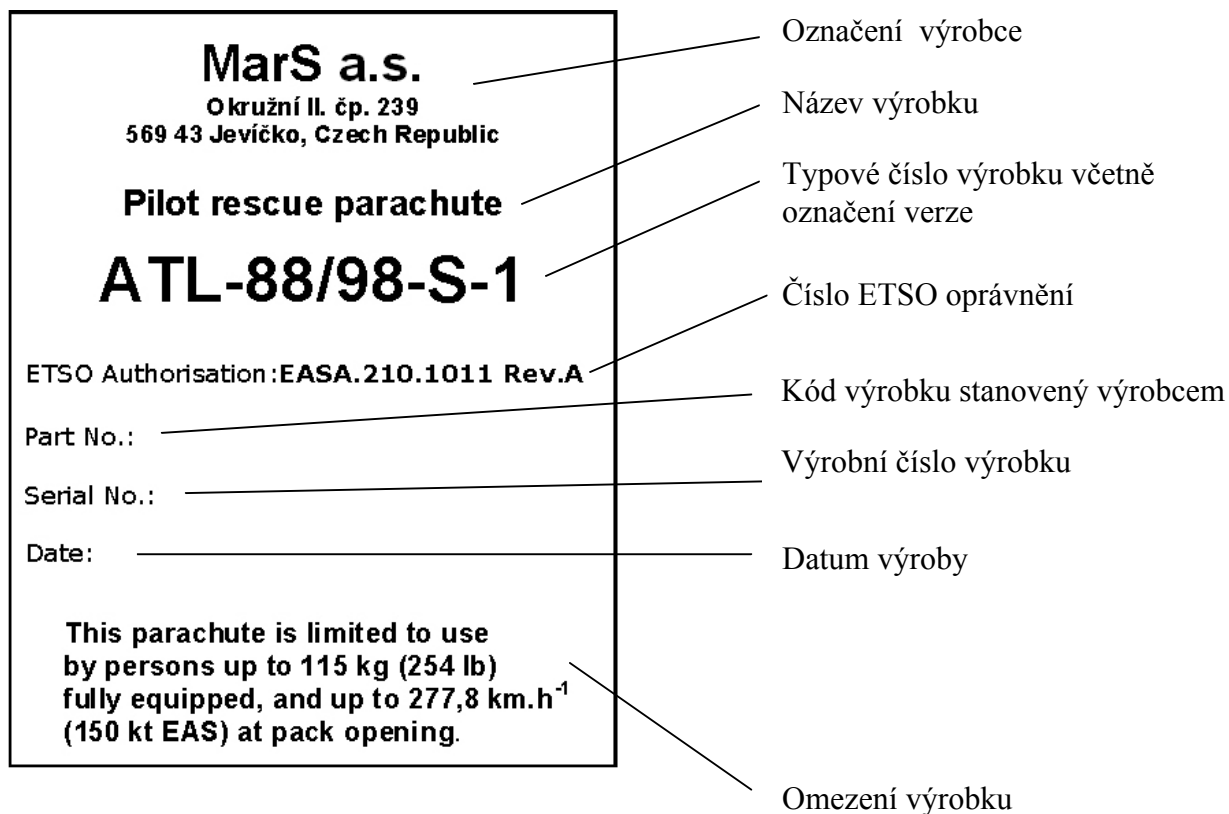 MarS a.s.
Okružní II. čp. 239
569 43 Jevíčko, Czech Republic
Pilot rescue parachute
ATL-88/98-S-1
ETSO Authorisation:EASA.210.1011 Rev.A
Part No.:
Serial No.:
Date:
This parachute is limited to use
by persons up to 115 kg (254 lb)
fully equipped, and up to 277,8 km.h⁻¹
(150 kt EAS) at pack opening.
Označení výrobce
Název výrobku
Typové číslo výrobku včetně
označení verze
Číslo ETSO oprávnění
Kód výrobku stanovený výrobcem
Výrobní číslo výrobku
Datum výroby
Omezení výrobku